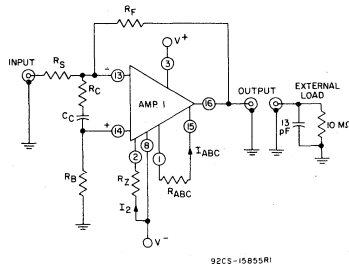 RF
V+
INPUT
RS
3
RC
- 13
AMP. 1
16
OUTPUT
EXTERNAL LOAD
CC
+ 14
15
13 pF
10 MΩ
2
8
1
IABC
RB
RZ
RABC
I2
V-
92CS-15855R1